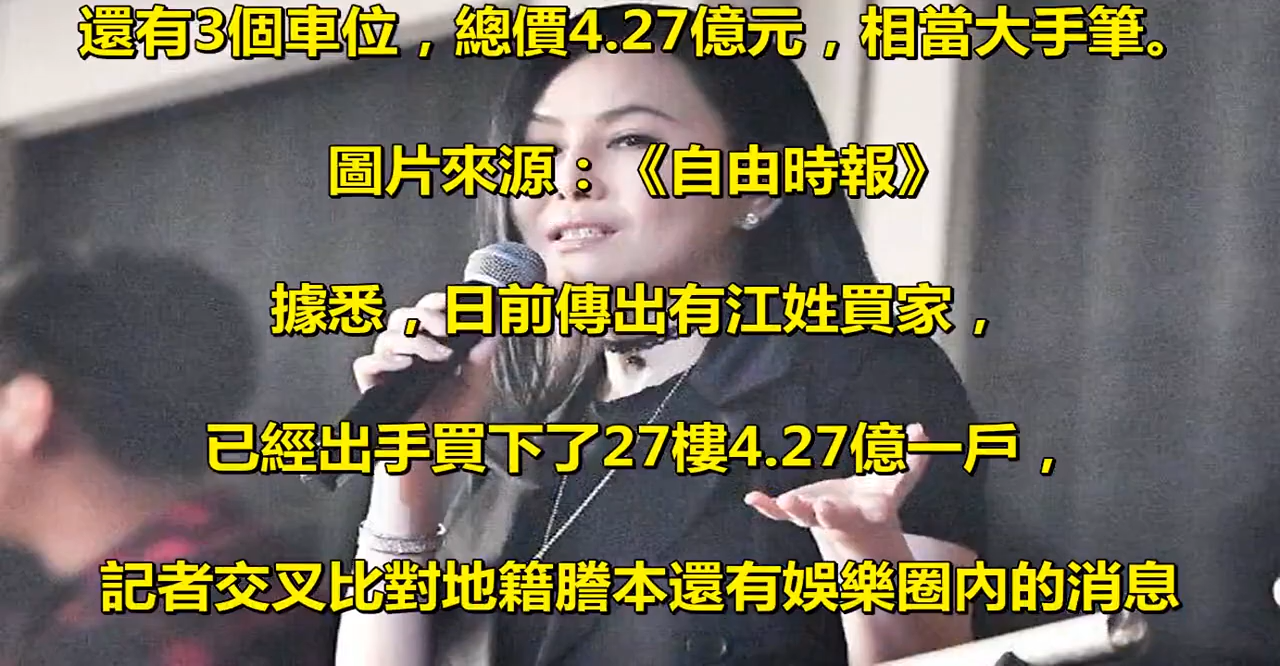 還有3個車位，總價4.27億元，相當大手筆。
圖片來源：《自由時報》
據悉，日前傳出有江姓買家，
已經出手買下了27樓4.27億一戶，
記者交叉比對地籍謄本還有娛樂圈內的消息